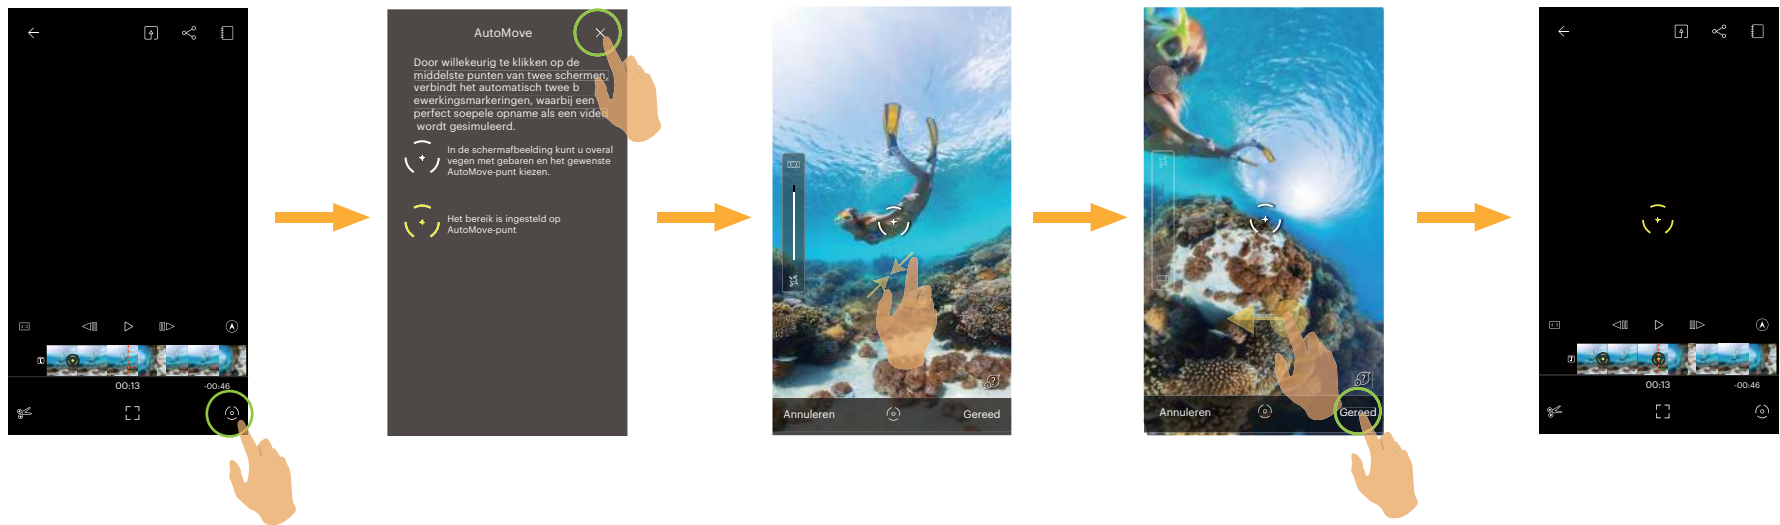 00:13
-00:46
AutoMove
Door willekeurig te klikken op de
middelste punten van twee schermen,
verbindt het automatisch twee b
ewerkingsmarkeringen, waarbij een
perfect soepele opname als een video
wordt gesimuleerd.
In de schermafbeelding kunt u overal
vegen met gebaren en het gewenste
AutoMove-punt kiezen.
Het bereik is ingesteld op
AutoMove-punt
Annuleren
Gereed
Annuleren
Gereed
00:13
-00:46